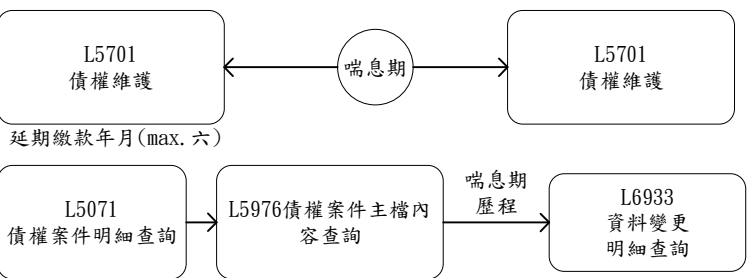 L5701
債權維護
喘息期
L5701
債權維護
延期繳款年月(max.六)
L5071
債權案件明細查詢
L5976債權案件主檔內
容查詢
喘息期
歷程
L6933
資料變更
明細查詢